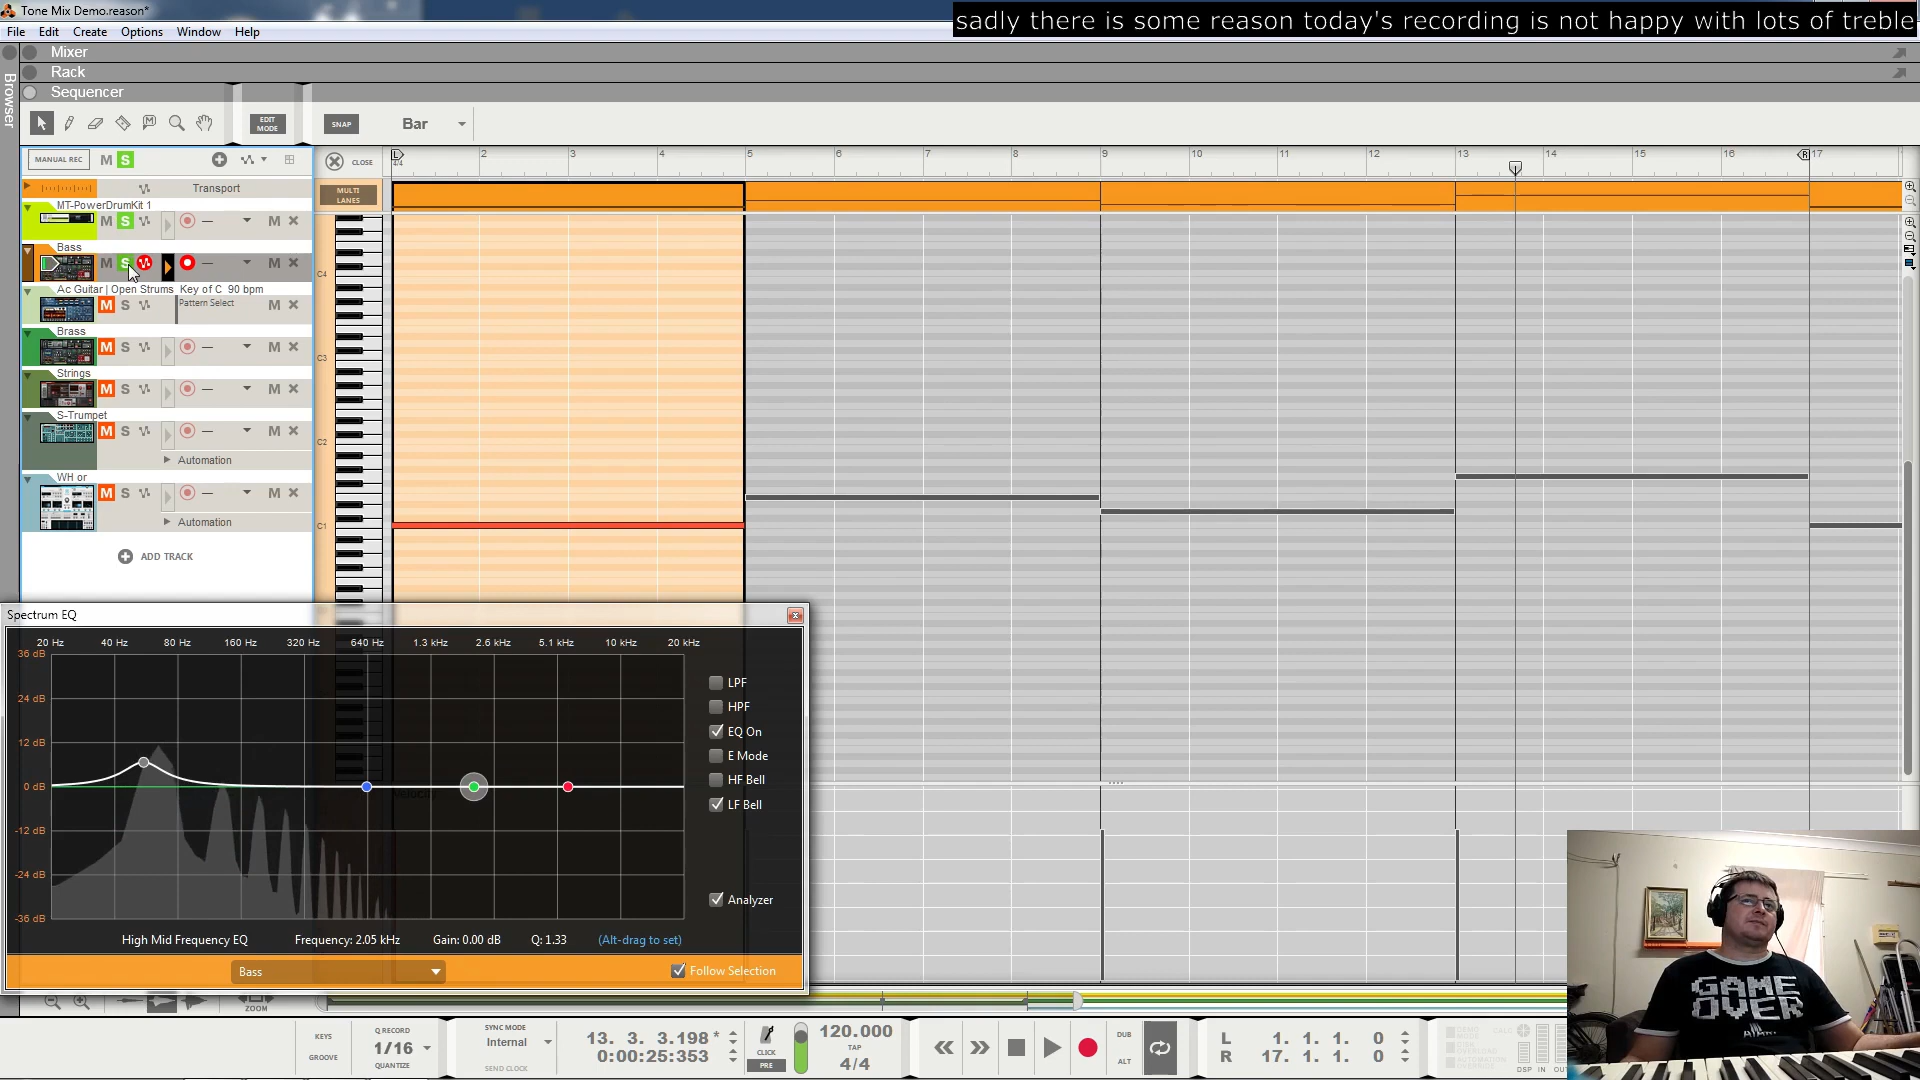 Tone Mix Demo.reason*
sadly there is some reason today's recording is not happy with lots of treble
File Edit Create Options Window Help
Mixer
Rack
Browser
Sequencer
EDIT MODE
SNAP
Bar
MANUAL REC
M S
CLOSE
L 4/4
2 3 4 5 6 7 8 9 10 11 12 13 14 15 16 R 17
Transport
MULTI LANES
MT-PowerDrumKit 1
M S M
Bass
M S M
C4
Ac Guitar | Open Strums Key of C 90 bpm
Pattern Select
M S M
Brass
M S M
C3
Strings
M S M
S-Trumpet
M S M
C2
Automation
WH or
M S M
Automation
C1
ADD TRACK
Spectrum EQ
20 Hz 40 Hz 80 Hz 160 Hz 320 Hz 640 Hz 1.3 kHz 2.6 kHz 5.1 kHz 10 kHz 20 kHz
36 dB
24 dB
12 dB
0 dB
-12 dB
-24 dB
-36 dB
LPF
HPF
EQ On
E Mode
HF Bell
LF Bell
Analyzer
High Mid Frequency EQ Frequency: 2.05 kHz Gain: 0.00 dB Q: 1.33 (Alt-drag to set)
Bass
Follow Selection
ZOOM
GAME
OVER
KEYS
GROOVE
Q RECORD
1/16
QUANTIZE
SYNC MODE
Internal
SEND CLOCK
13. 3. 3.198 *
0:00:25:353
CLICK
PRE
120.000
TAP
4/4
DUB
ALT
L 1. 1. 1. 0
R 17. 1. 1. 0
DSP IN